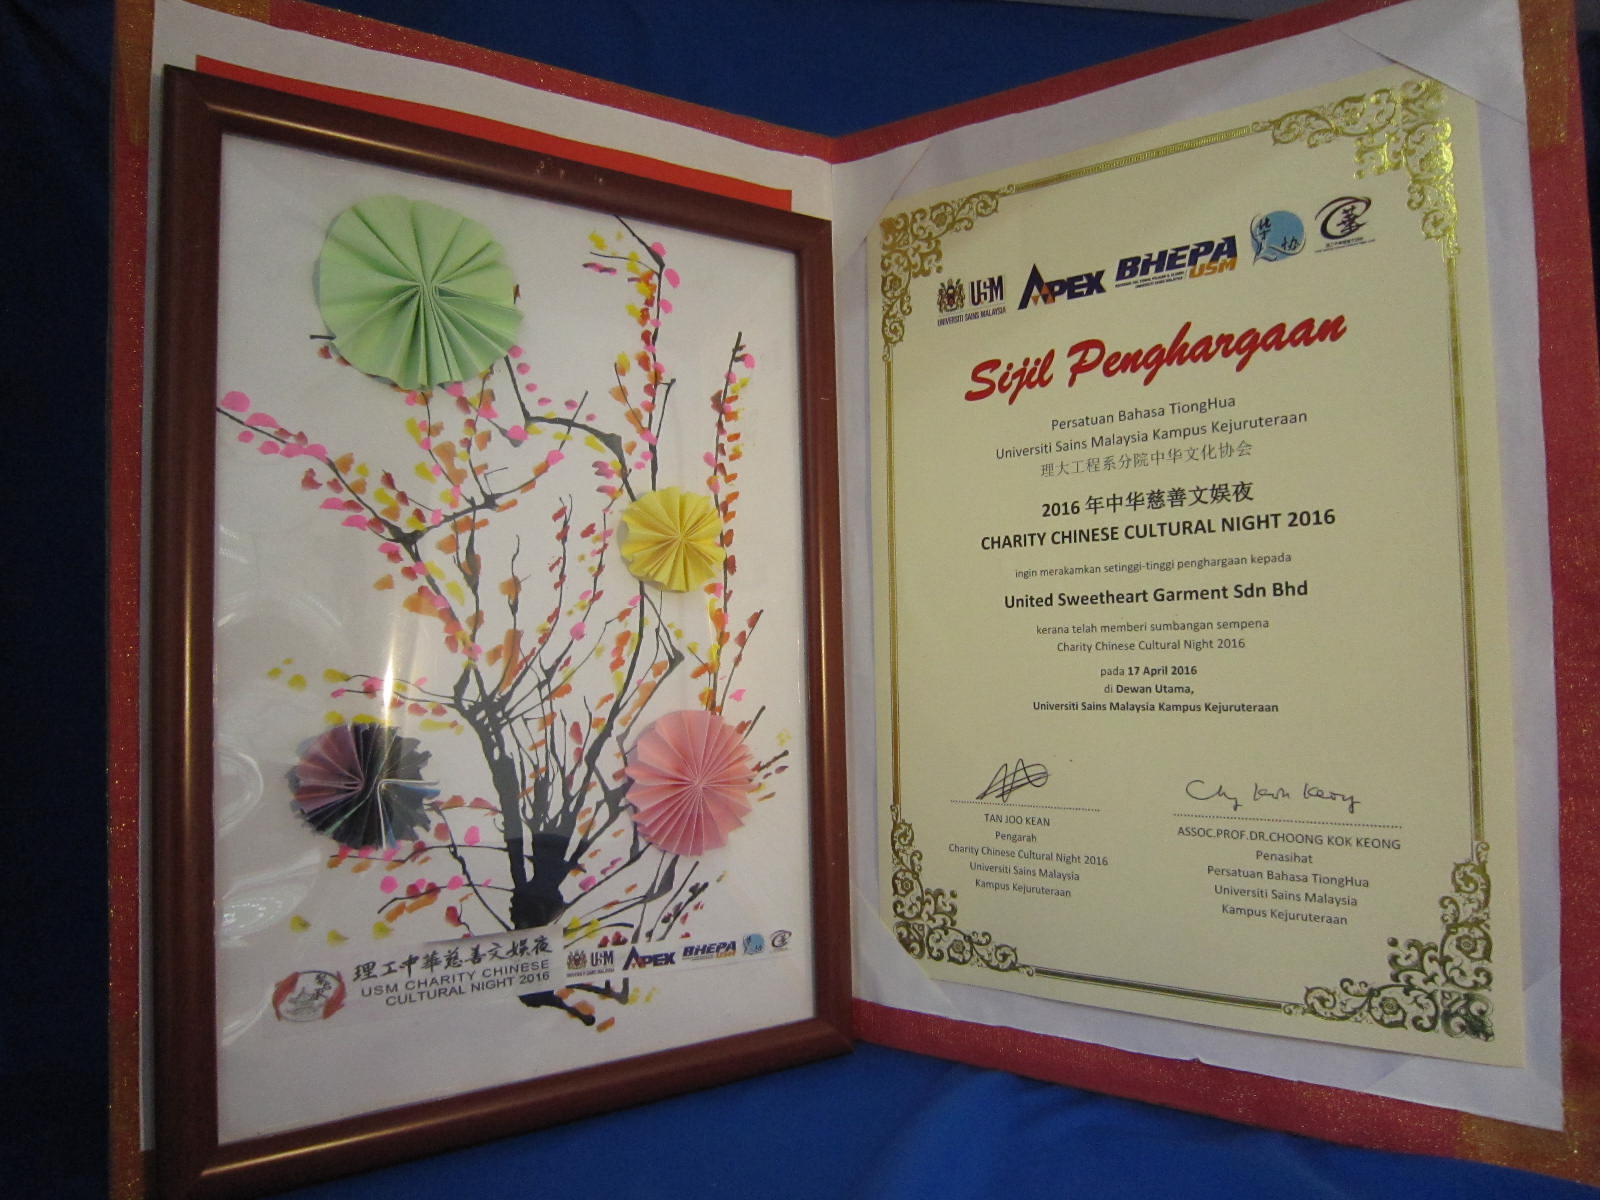 理工中華慈善文娱夜
USM CHARITY CHINESE
CULTURAL NIGHT 2016
USM
APEX
BHEPA
USM
USM
UNIVERSITI SAINS MALAYSIA
APEX
BHEPA
USM
华
协
Sijil Penghargaan
Persatuan Bahasa TiongHua
Universiti Sains Malaysia Kampus Kejuruteraan
理大工程系分院中华文化协会
2016 年中华慈善文娱夜
CHARITY CHINESE CULTURAL NIGHT 2016
ingin merakamkan setinggi-tinggi penghargaan kepada
United Sweetheart Garment Sdn Bhd
kerana telah memberi sumbangan sempena
Charity Chinese Cultural Night 2016
pada 17 April 2016
di Dewan Utama,
Universiti Sains Malaysia Kampus Kejuruteraan
TAN JOO KEAN
Pengarah
Charity Chinese Cultural Night 2016
Universiti Sains Malaysia
Kampus Kejuruteraan
ASSOC.PROF.DR.CHOONG KOK KEONG
Penasihat
Persatuan Bahasa TiongHua
Universiti Sains Malaysia
Kampus Kejuruteraan